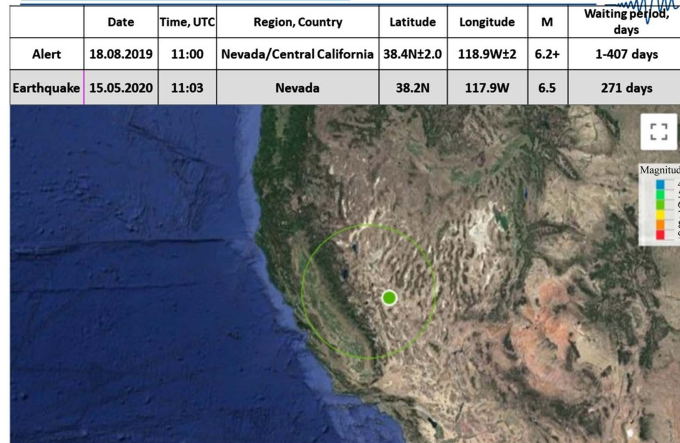 Date Time, UTC Region, Country Latitude Longitude M Waiting period, days
Alert 18.08.2019 11:00 Nevada/Central California 38.4N±2.0 118.9W±2 6.2+ 1-407 days
Earthquake 15.05.2020 11:03 Nevada 38.2N 117.9W 6.5 271 days
Magnitud